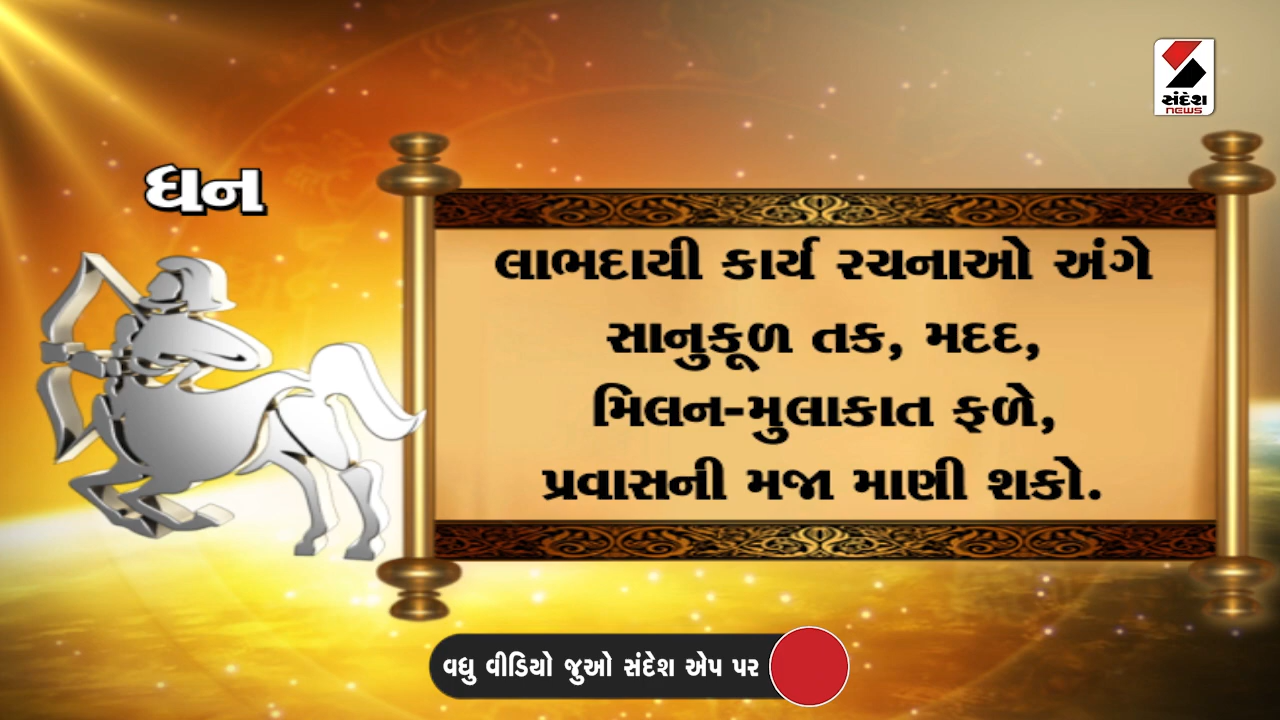 સંદેશ
NEWS
ધન
લાભદાયી કાર્ય રચનાઓ અંગે
સાનુકૂળ તક, મદદ,
મિલન-મુલાકાત ફળે,
પ્રવાસની મજા માણી શકો.
વધુ વીડિયો જુઓ સંદેશ એપ પર